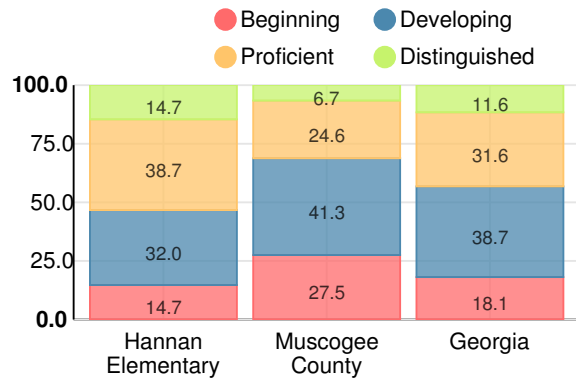 Beginning Developing
Proficient Distinguished
100.0
75.0
50.0
25.0
0.0
14.7 6.7 11.6
38.7 24.6 31.6
32.0 41.3 38.7
14.7 27.5 18.1
Hannan Muscogee Georgia
Elementary County